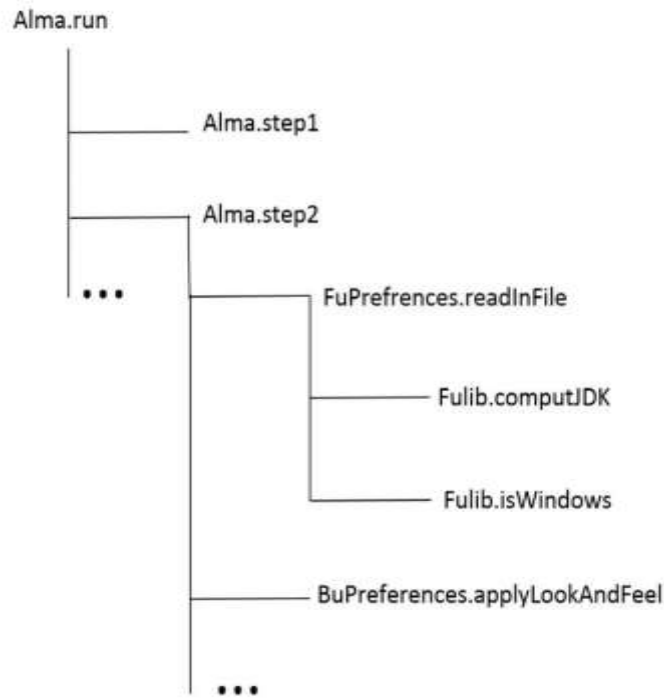 Alma.run
Alma.step1
Alma.step2
...
FuPrefrences.readInFile
Fulib.computJDK
Fulib.isWindows
BuPreferences.applyLookAndFeel
...